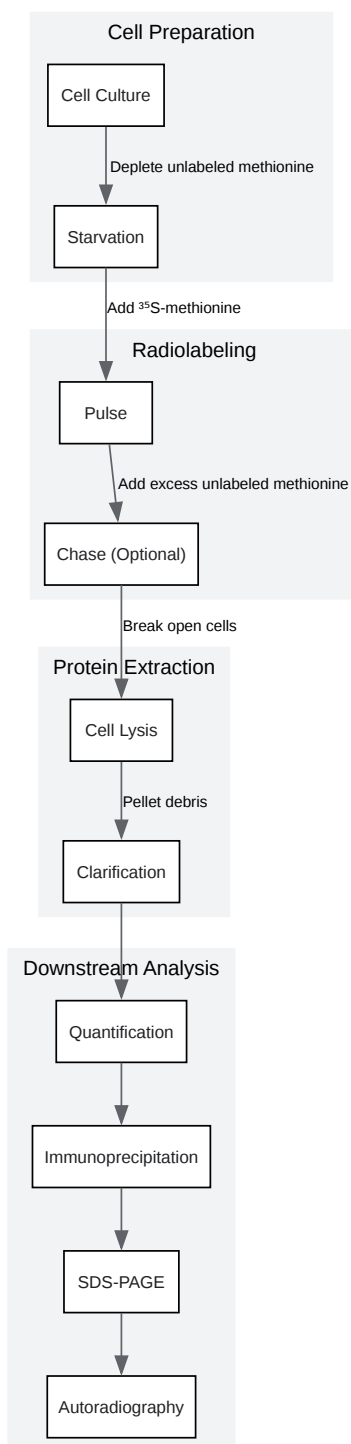 Cell Preparation
Cell Culture
Deplete unlabeled methionine
Starvation
Add ³⁵S-methionine
Radiolabeling
Pulse
Add excess unlabeled methionine
Chase (Optional)
Break open cells
Protein Extraction
Cell Lysis
Pellet debris
Clarification
Downstream Analysis
Quantification
Immunoprecipitation
SDS-PAGE
Autoradiography